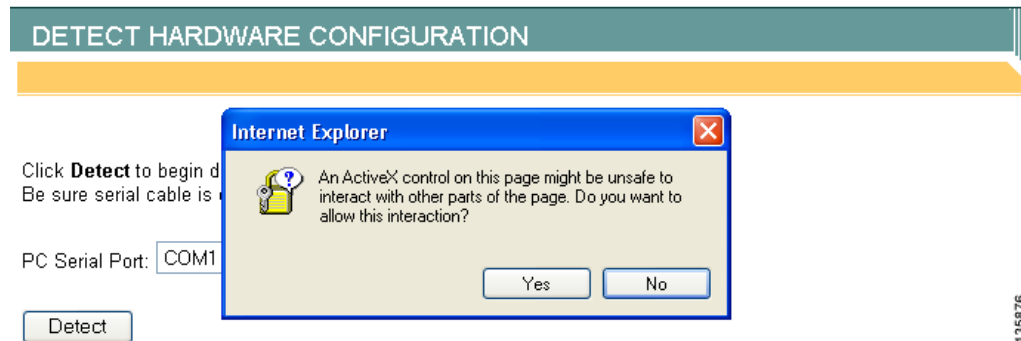 DETECT HARDWARE CONFIGURATION
Internet Explorer
An ActiveX control on this page might be unsafe to
interact with other parts of the page. Do you want to
allow this interaction?
Yes
No
Click Detect to begin d
Be sure serial cable is
PC Serial Port: COM1
Detect